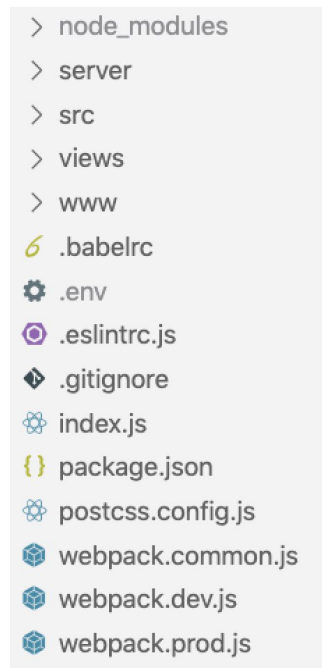 node_modules
server
src
views
www
.babelrc
.env
.eslintrc.js
.gitignore
index.js
package.json
postcss.config.js
webpack.common.js
webpack.dev.js
webpack.prod.js